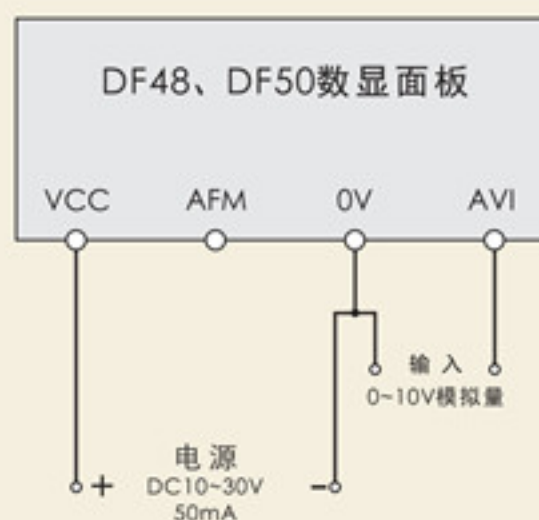 DF48、DF50数显面板
VCC AFM 0V AVI
输入
0~10V模拟量
电源
+ DC10~30V -
50mA